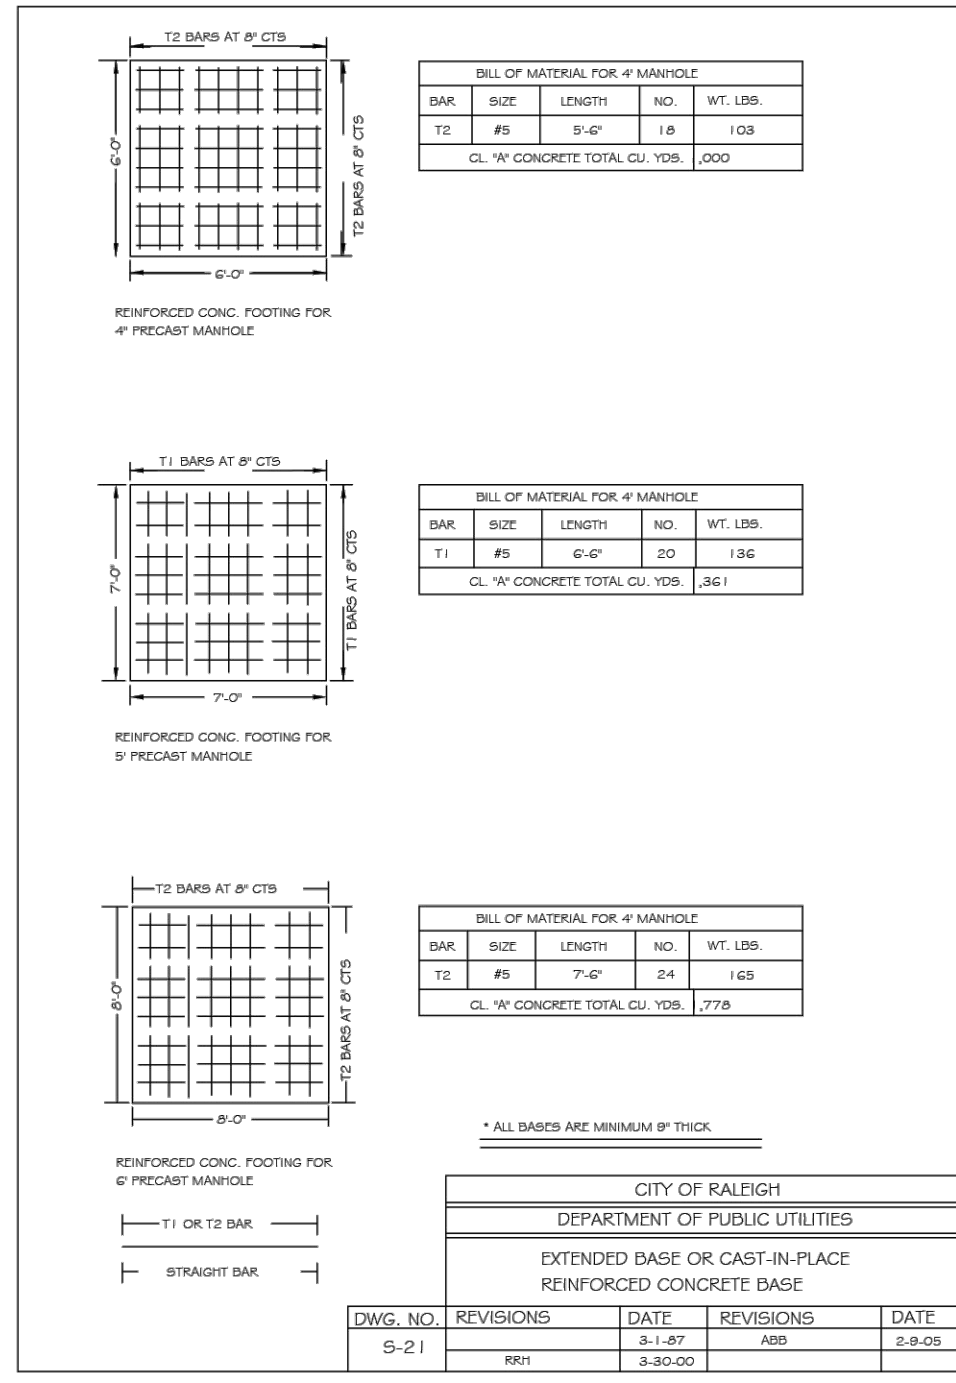 T2 BARS AT 8" CTS
6'-0"
T2 BARS AT 8" CTS
6'-0"
REINFORCED CONC. FOOTING FOR
4" PRECAST MANHOLE
BILL OF MATERIAL FOR 4' MANHOLE
BAR SIZE LENGTH NO. WT. LBS.
T2 #5 5'-6" 18 103
CL. "A" CONCRETE TOTAL CU. YDS. ,000
T1 BARS AT 8" CTS
7'-0"
T1 BARS AT 8" CTS
7'-0"
REINFORCED CONC. FOOTING FOR
5' PRECAST MANHOLE
BILL OF MATERIAL FOR 4' MANHOLE
BAR SIZE LENGTH NO. WT. LBS.
T1 #5 6'-6" 20 136
CL. "A" CONCRETE TOTAL CU. YDS. ,361
T2 BARS AT 8" CTS
8'-0"
T2 BARS AT 8" CTS
8'-0"
REINFORCED CONC. FOOTING FOR
6' PRECAST MANHOLE
BILL OF MATERIAL FOR 4' MANHOLE
BAR SIZE LENGTH NO. WT. LBS.
T2 #5 7'-6" 24 165
CL. "A" CONCRETE TOTAL CU. YDS. ,778
* ALL BASES ARE MINIMUM 9" THICK
T1 OR T2 BAR
STRAIGHT BAR
CITY OF RALEIGH
DEPARTMENT OF PUBLIC UTILITIES
EXTENDED BASE OR CAST-IN-PLACE
REINFORCED CONCRETE BASE
DWG. NO. REVISIONS DATE REVISIONS DATE
S-21
3-1-87 ABB 2-9-05
RRH 3-30-00